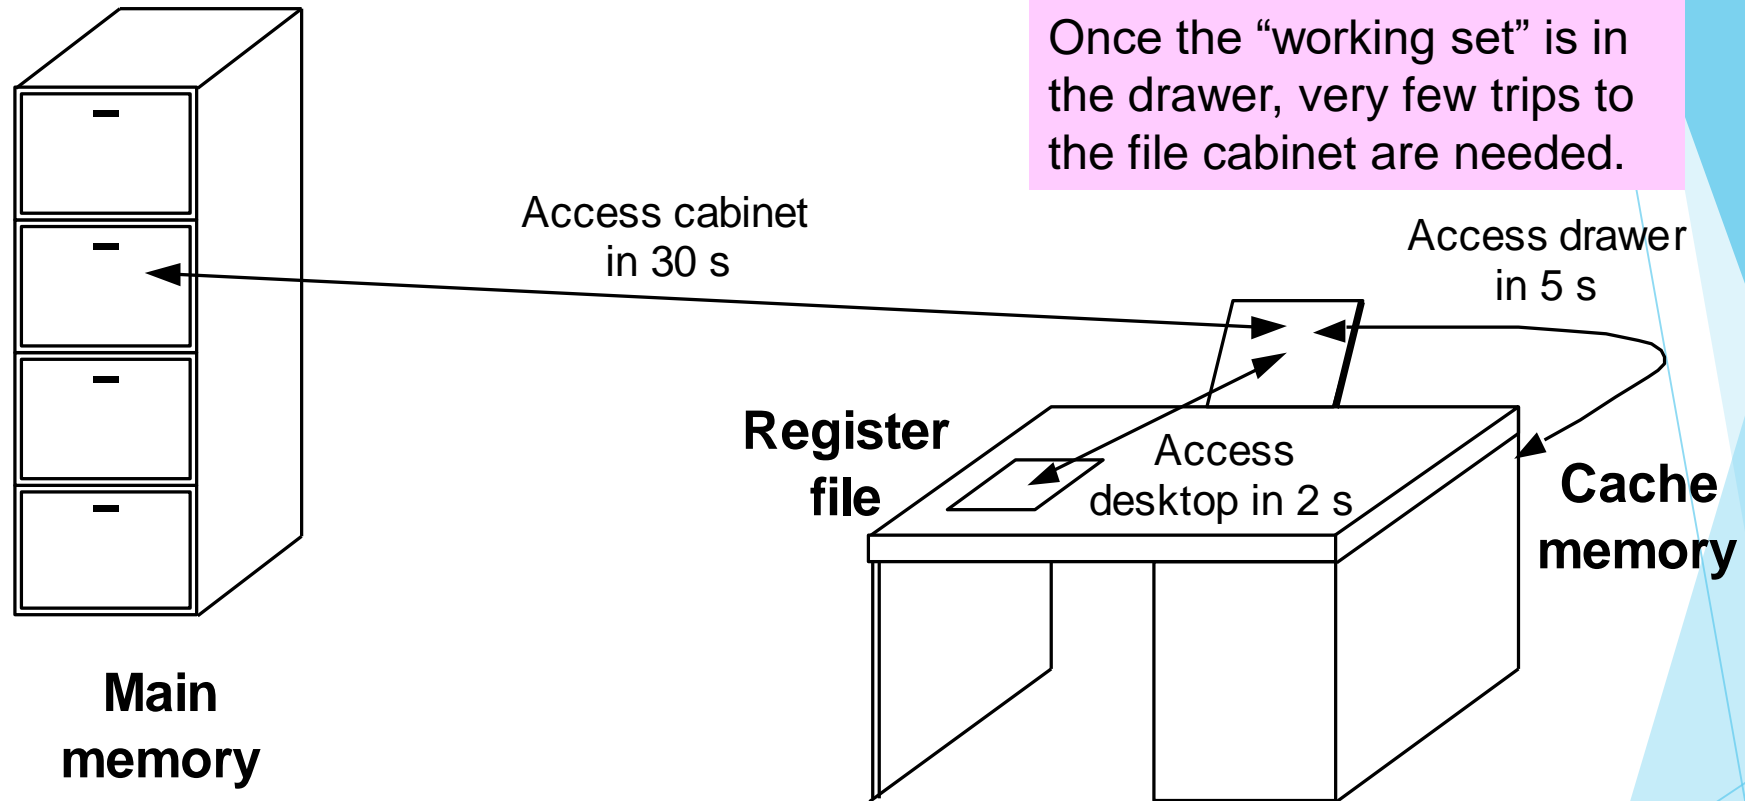 Once the “working set” is in
the drawer, very few trips to
the file cabinet are needed.
Access cabinet
in 30 s
Access drawer
in 5 s
Register
file
Access
desktop in 2 s
Cache
memory
Main
memory